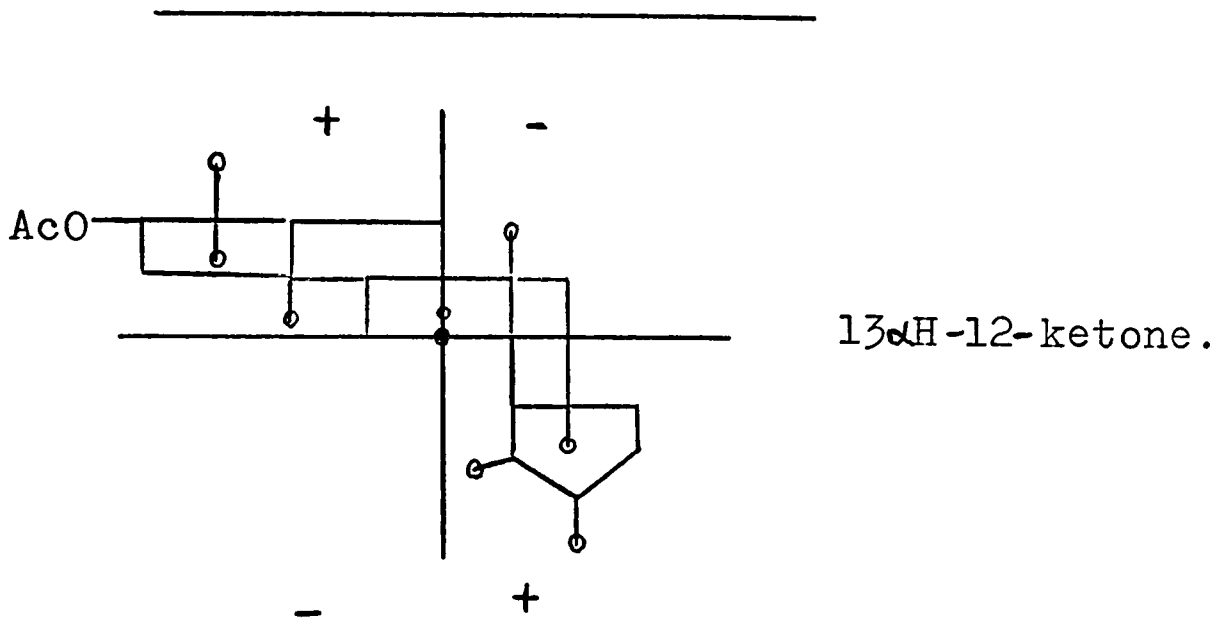 + -
AcO
13αH-12-ketone.
- +